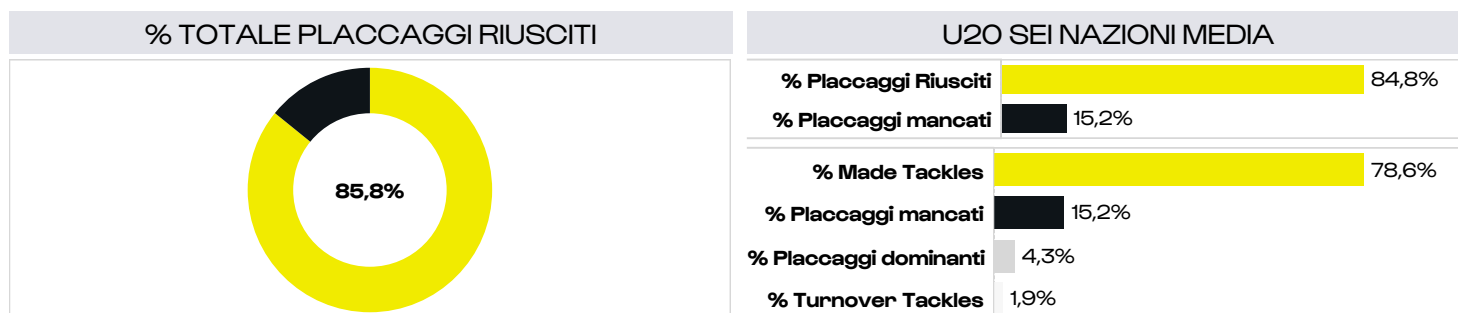 % TOTALE PLACCAGGI RIUSCITI
85,8%
U20 SEI NAZIONI MEDIA
% Placcaggi Riusciti 84,8%
% Placcaggi mancati 15,2%
% Made Tackles 78,6%
% Placcaggi mancati 15,2%
% Placcaggi dominanti 4,3%
% Turnover Tackles 1,9%